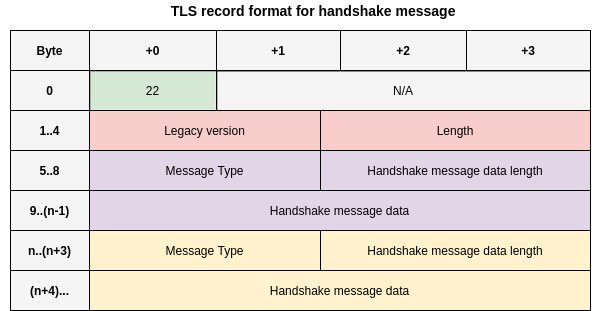 TLS record format for handshake message
Byte +0 +1 +2 +3
0 22 N/A
1..4 Legacy version Length
5..8 Message Type Handshake message data length
9..(n-1) Handshake message data
n..(n+3) Message Type Handshake message data length
(n+4)... Handshake message data